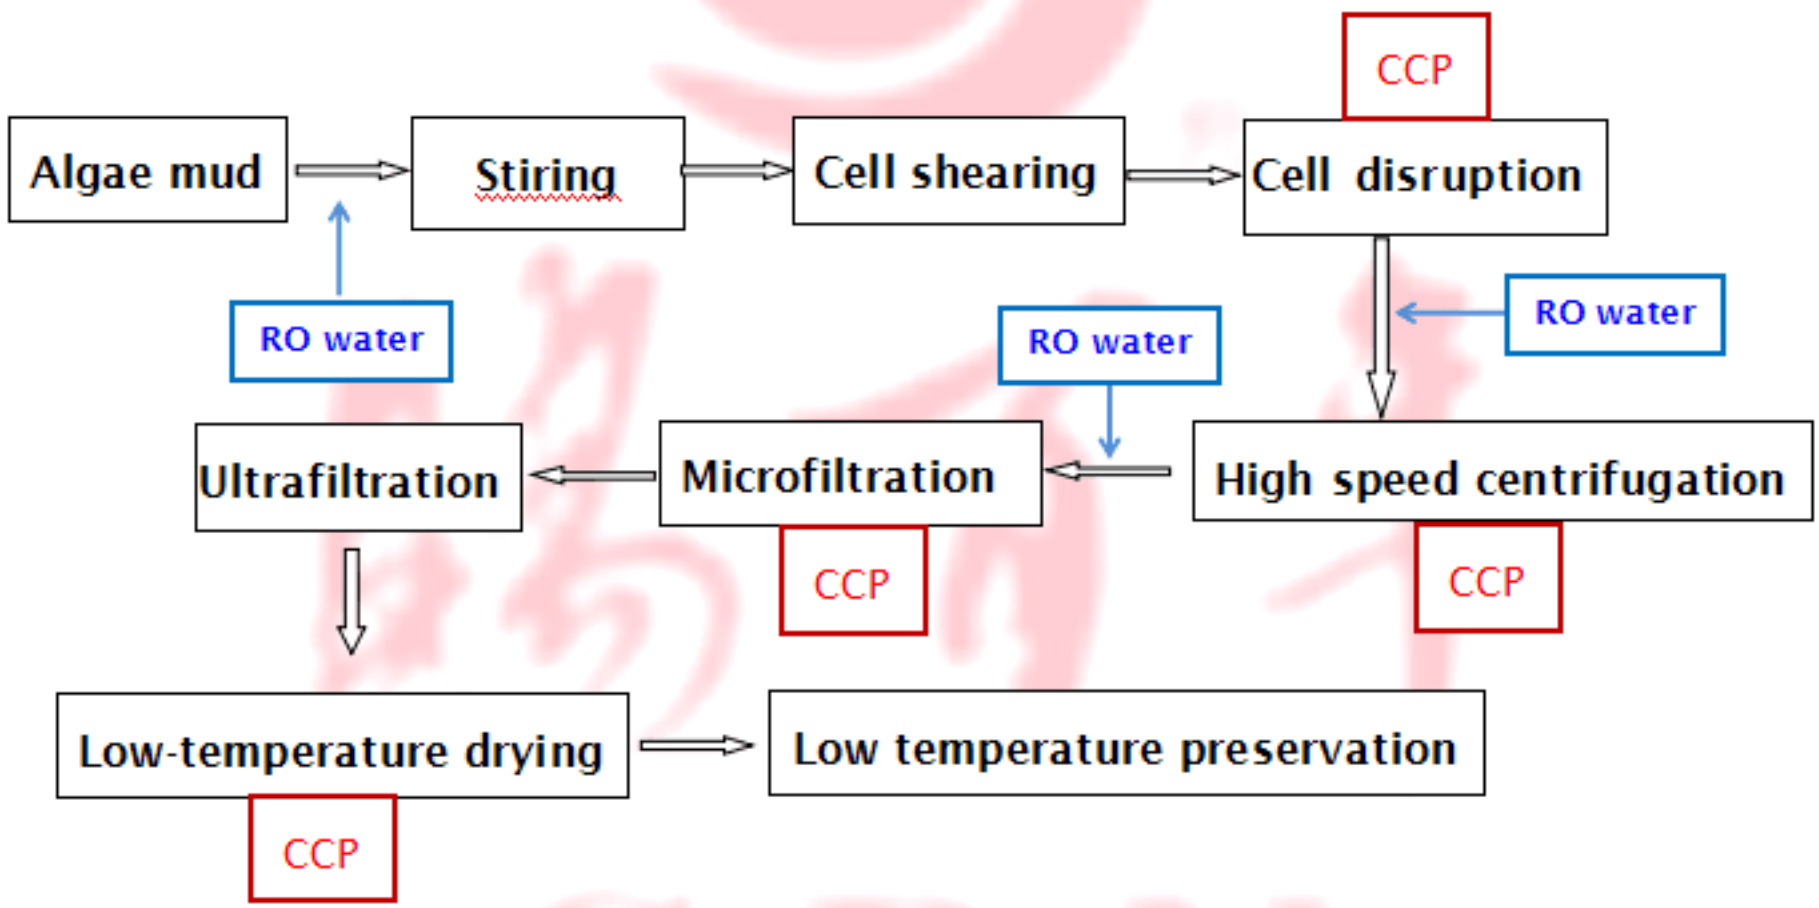 CCP
Algae mud
Stiring
Cell shearing
Cell disruption
RO water
RO water
RO water
Ultrafiltration
Microfiltration
High speed centrifugation
CCP
CCP
Low-temperature drying
Low temperature preservation
CCP